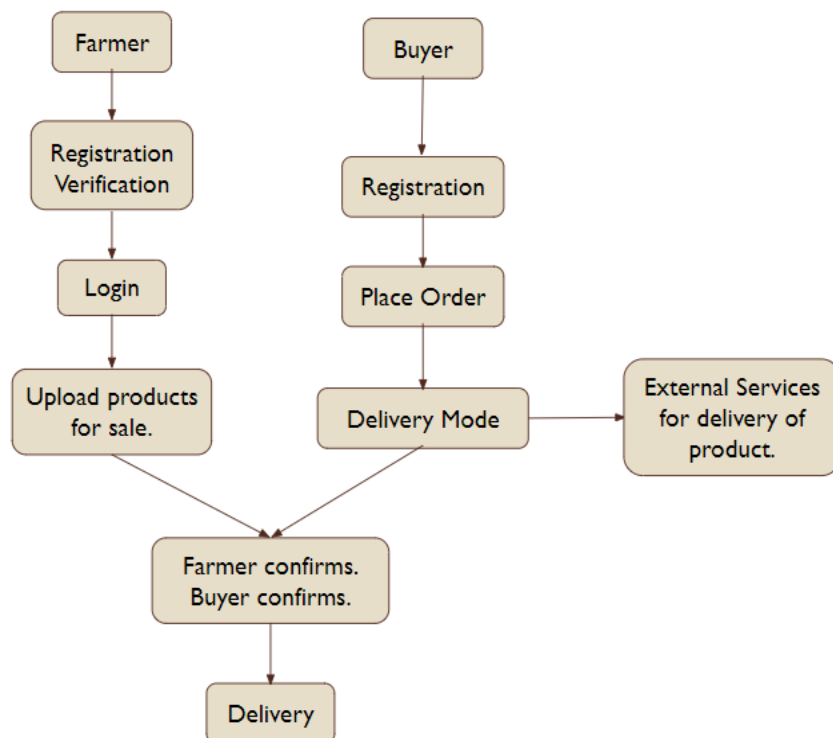 Farmer
Buyer
Registration
Verification
Registration
Login
Place Order
Upload products
for sale.
Delivery Mode
External Services
for delivery of
product.
Farmer confirms.
Buyer confirms.
Delivery